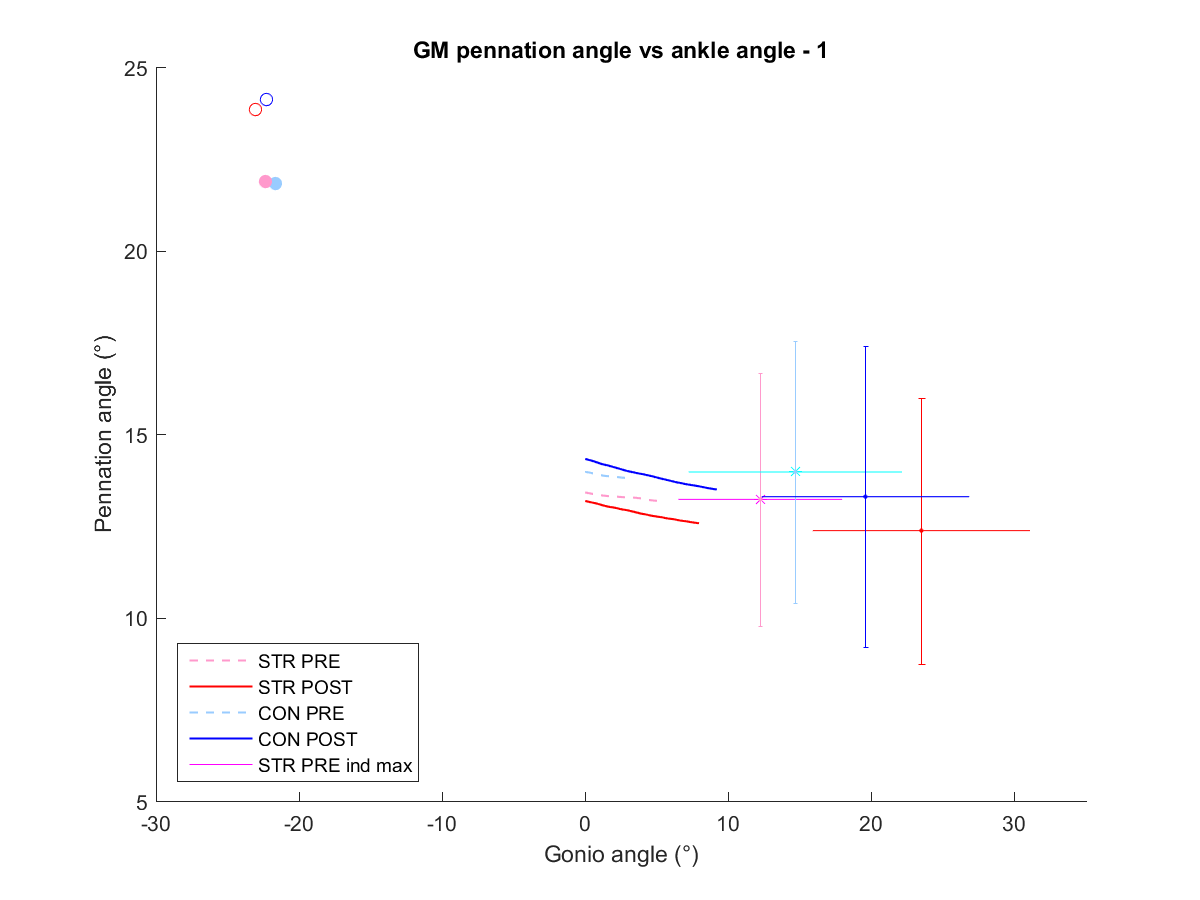 GM pennation angle vs ankle angle - 1
25
20
15
10
5
Pennation angle (°)
STR PRE
STR POST
CON PRE
CON POST
STR PRE ind max
-30 -20 -10 0 10 20 30
Gonio angle (°)